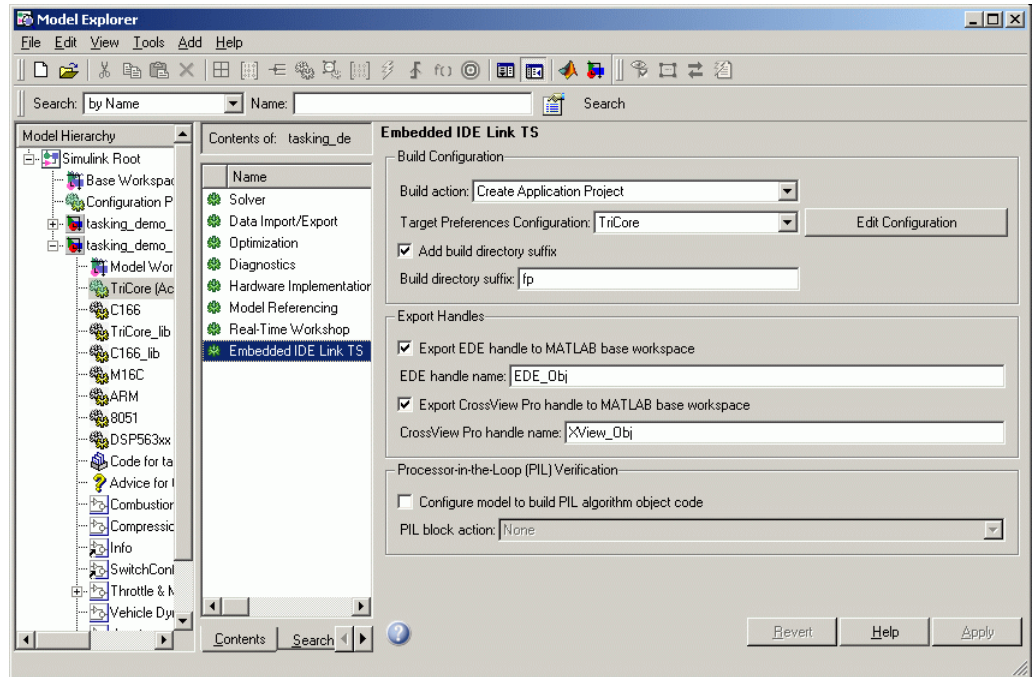 Model Explorer
File Edit View Tools Add Help
Search: by Name Name: Search
Model Hierarchy
Simulink Root
Base Workspac
Configuration P
tasking_demo_
tasking_demo_
Model Wor
TriCore (Ac
C166
TriCore_lib
C166_lib
M16C
ARM
8051
DSP563xx
Code for ta
Advice for
Combustion
Compressic
Info
SwitchCont
Throttle & M
Vehicle Dy
Contents of: tasking_de
Name
Solver
Data Import/Export
Optimization
Diagnostics
Hardware Implementation
Model Referencing
Real-Time Workshop
Embedded IDE Link TS
Contents Search
Embedded IDE Link TS
Build Configuration
Build action: Create Application Project
Target Preferences Configuration: TriCore Edit Configuration
Add build directory suffix
Build directory suffix: fp
Export Handles
Export EDE handle to MATLAB base workspace
EDE handle name: EDE_Obj
Export CrossView Pro handle to MATLAB base workspace
CrossView Pro handle name: XView_Obj
Processor-in-the-Loop (PIL) Verification
Configure model to build PIL algorithm object code
PIL block action: None
Revert Help Apply